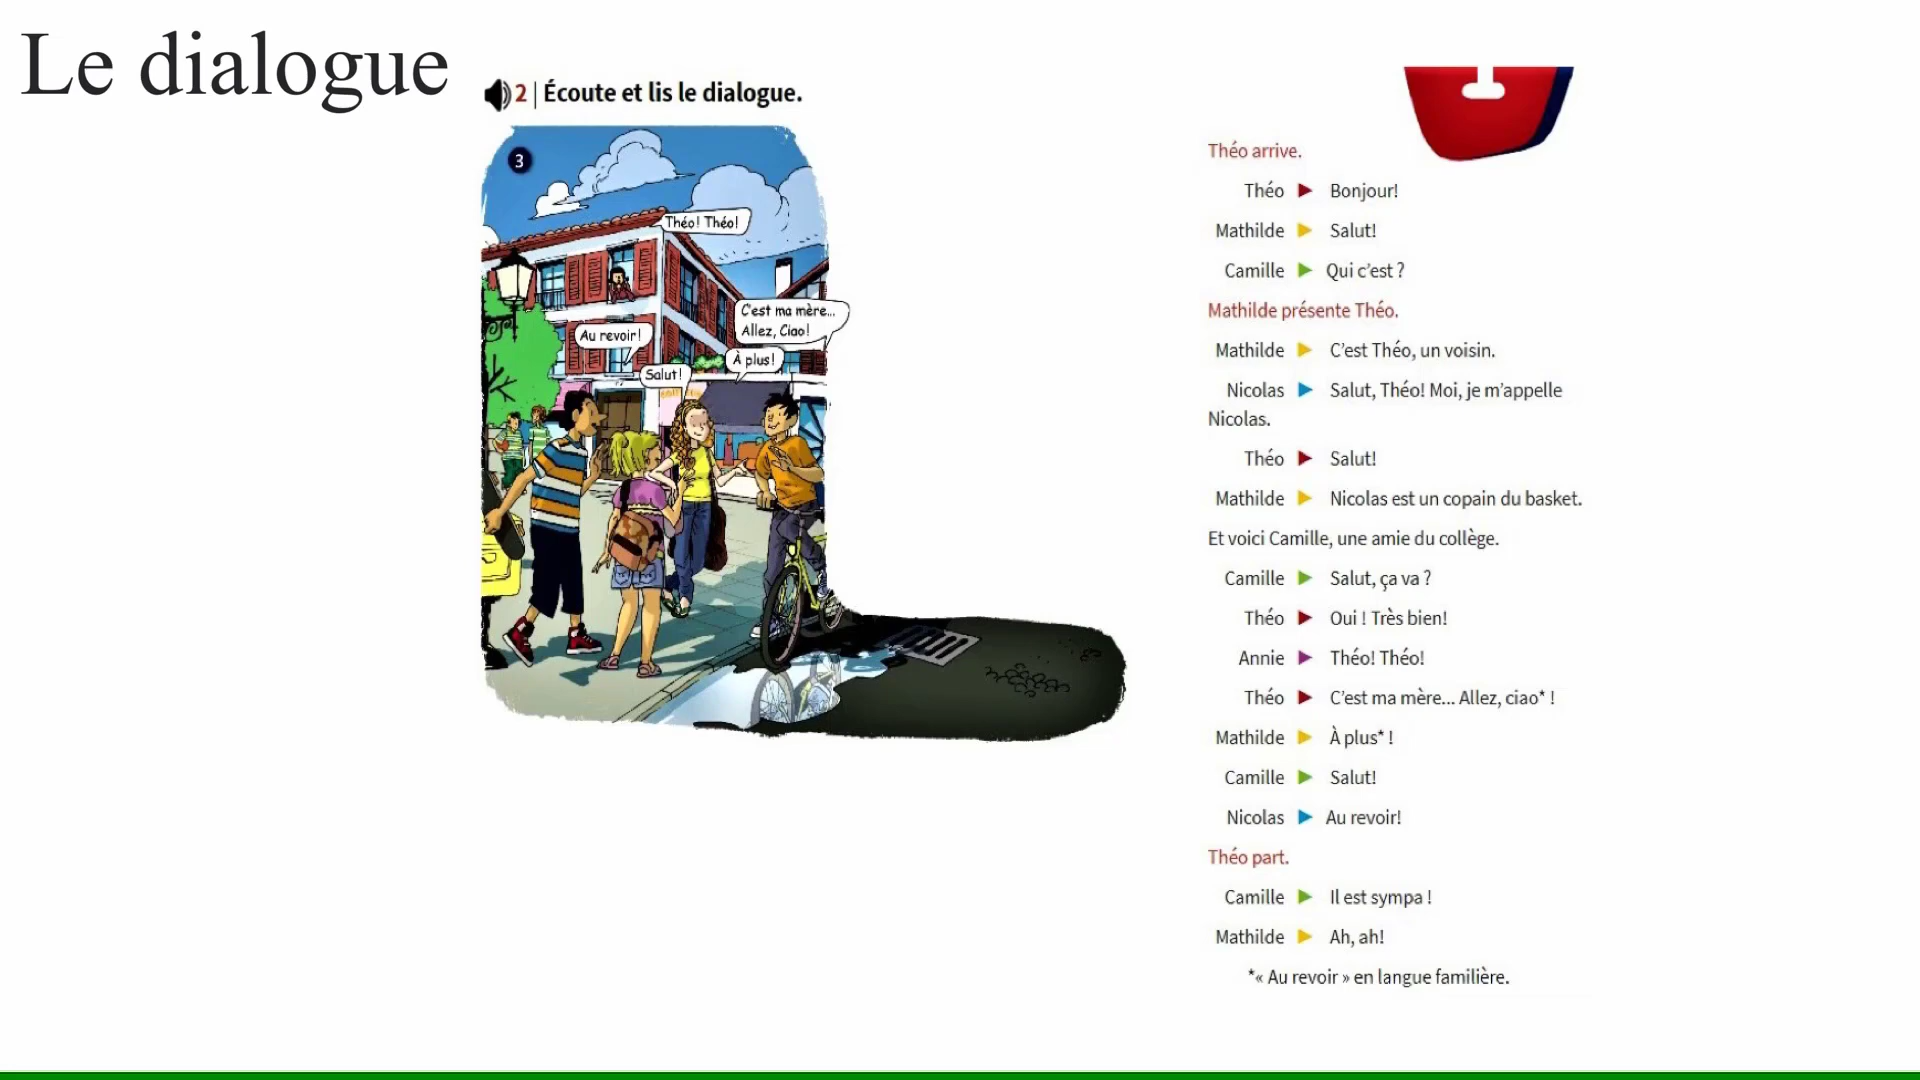 Le dialogue
2 | Écoute et lis le dialogue.
3
Théo! Théo!
C'est ma mère...
Allez, Ciao!
Au revoir!
À plus!
Salut!
1
Théo arrive.
Théo ► Bonjour!
Mathilde ► Salut!
Camille ► Qui c'est ?
Mathilde présente Théo.
Mathilde ► C'est Théo, un voisin.
Nicolas ► Salut, Théo! Moi, je m'appelle
Nicolas.
Théo ► Salut!
Mathilde ► Nicolas est un copain du basket.
Et voici Camille, une amie du collège.
Camille ► Salut, ça va ?
Théo ► Oui ! Très bien!
Annie ► Théo! Théo!
Théo ► C'est ma mère... Allez, ciao* !
Mathilde ► À plus* !
Camille ► Salut!
Nicolas ► Au revoir!
Théo part.
Camille ► Il est sympa !
Mathilde ► Ah, ah!
*« Au revoir » en langue familière.